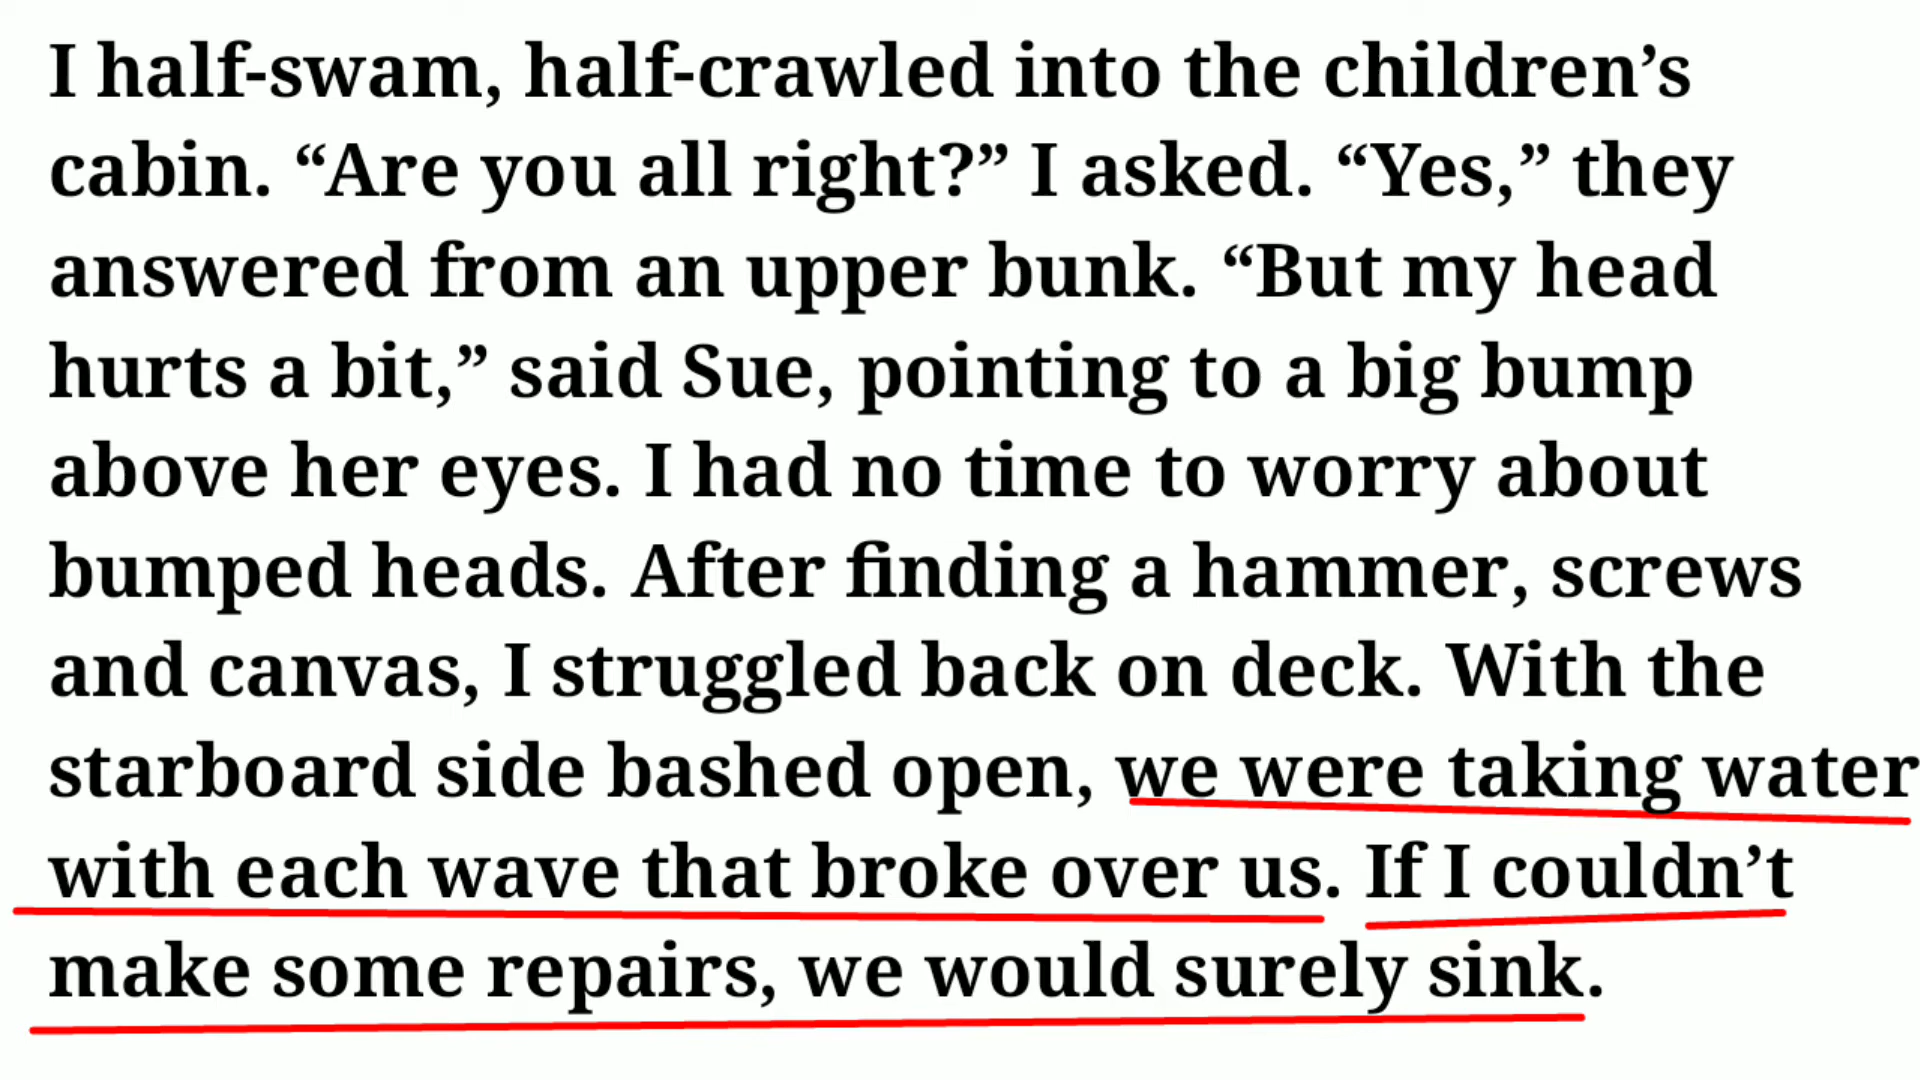 I half-swam, half-crawled into the children’s
cabin. “Are you all right?” I asked. “Yes,” they
answered from an upper bunk. “But my head
hurts a bit,” said Sue, pointing to a big bump
above her eyes. I had no time to worry about
bumped heads. After finding a hammer, screws
and canvas, I struggled back on deck. With the
starboard side bashed open, we were taking water
with each wave that broke over us. If I couldn’t
make some repairs, we would surely sink.